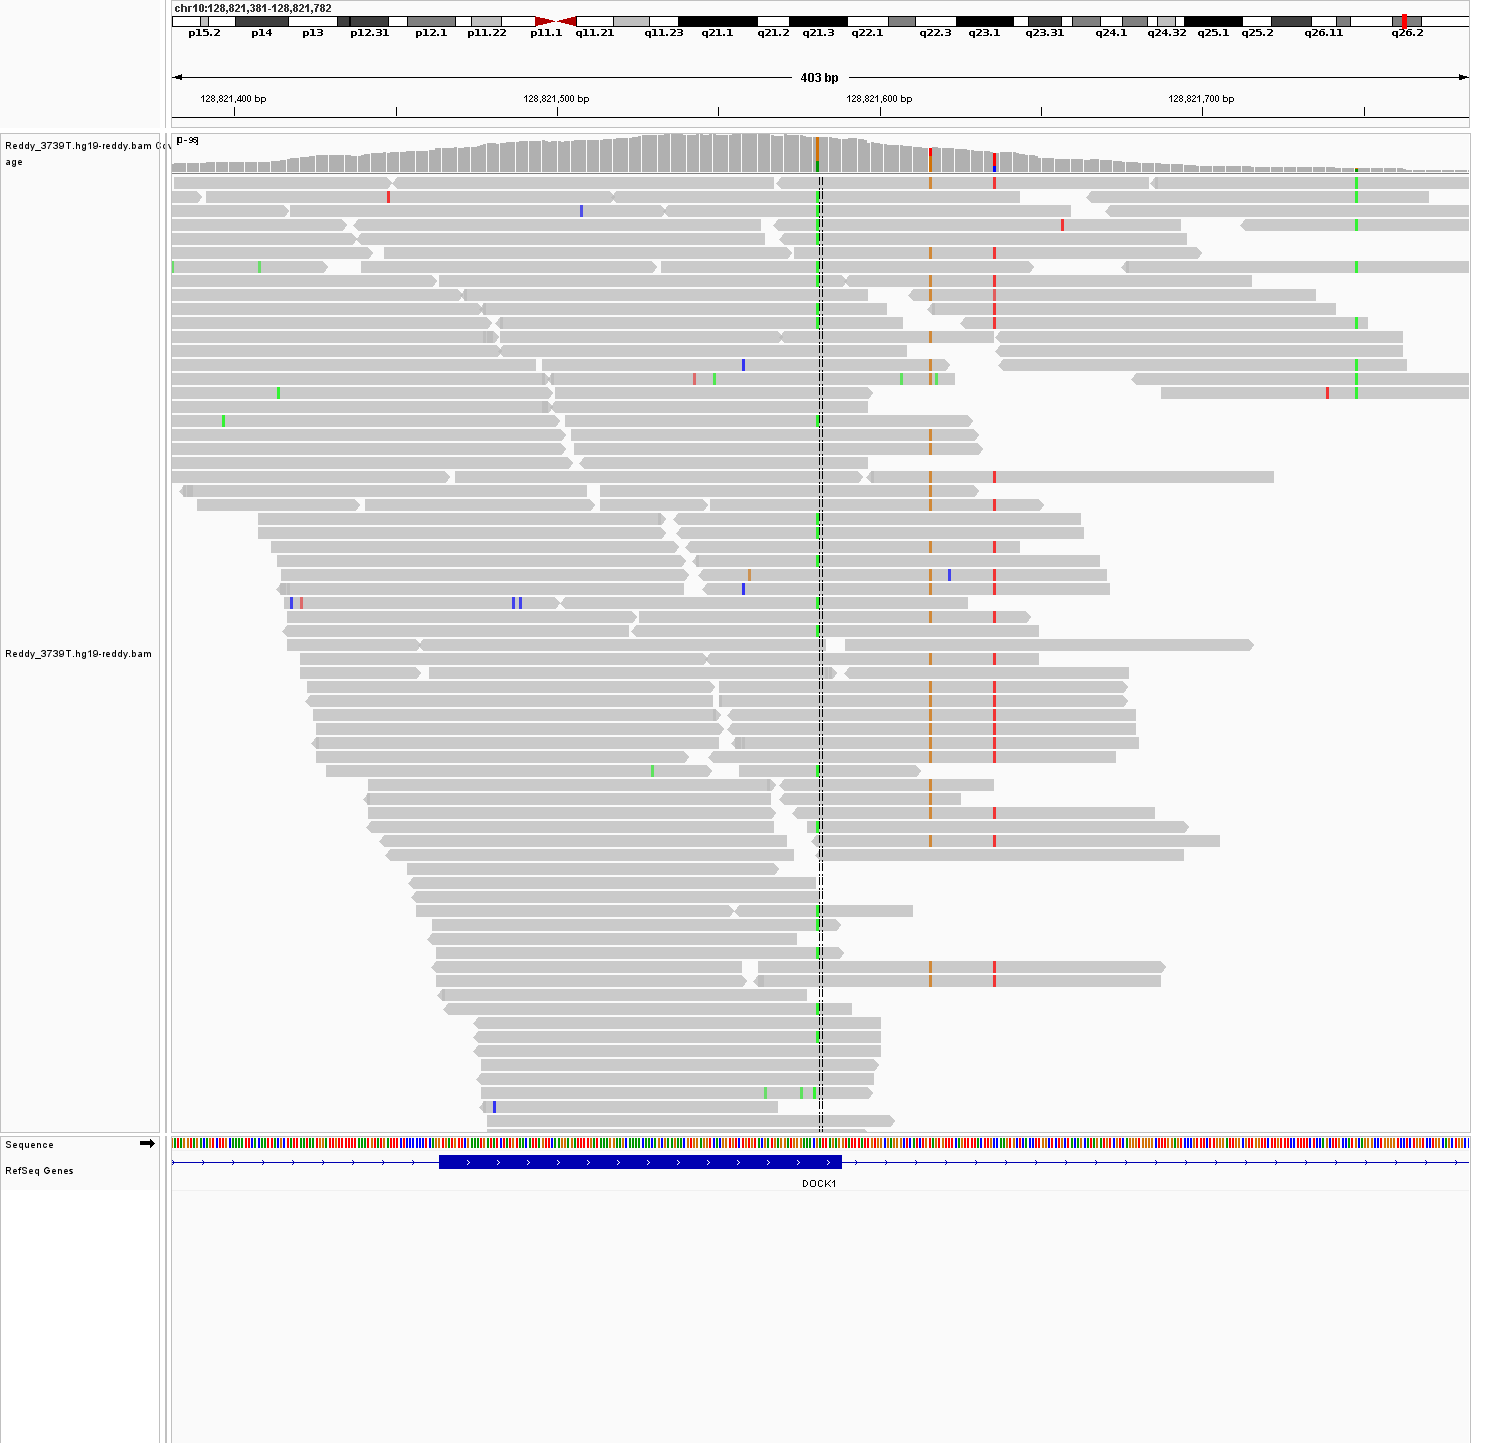 chr10:128,821,381-128,821,782
p15.2 p14 p13 p12.31 p12.1 p11.22 p11.1 q11.21 q11.23 q21.1 q21.2 q21.3 q22.1 q22.3 q23.1 q23.31 q24.1 q24.32 q25.1 q25.2 q26.11 q26.2
403 bp
128,821,400 bp 128,821,500 bp 128,821,600 bp 128,821,700 bp
Reddy_3739T.hg19-reddy.bam Cov
age
Reddy_3739T.hg19-reddy.bam
Sequence
RefSeq Genes
DOCK1